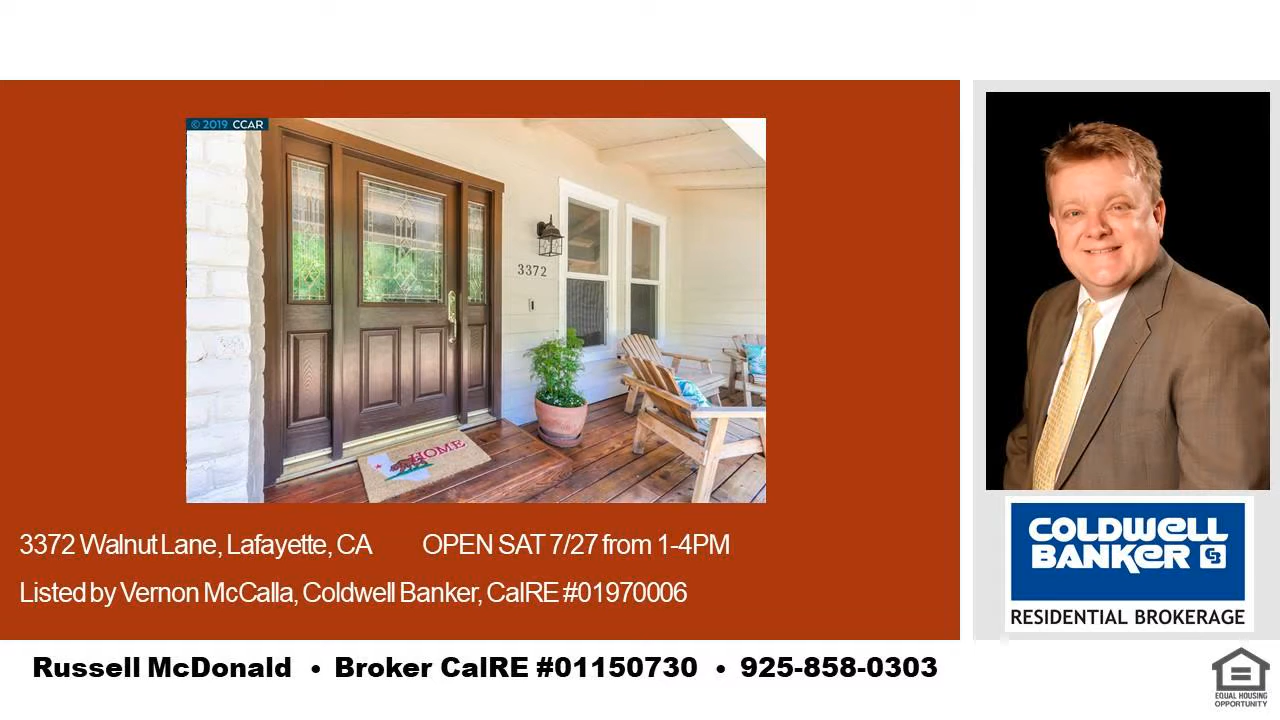 © 2019 CCAR
3372
HOME
3372 Walnut Lane, Lafayette, CA OPEN SAT 7/27 from 1-4PM
Listed by Vernon McCalla, Coldwell Banker, CalRE #01970006
COLDWELL
BANKER CB
RESIDENTIAL BROKERAGE
Russell McDonald • Broker CalRE #01150730 • 925-858-0303
EQUAL HOUSING
OPPORTUNITY